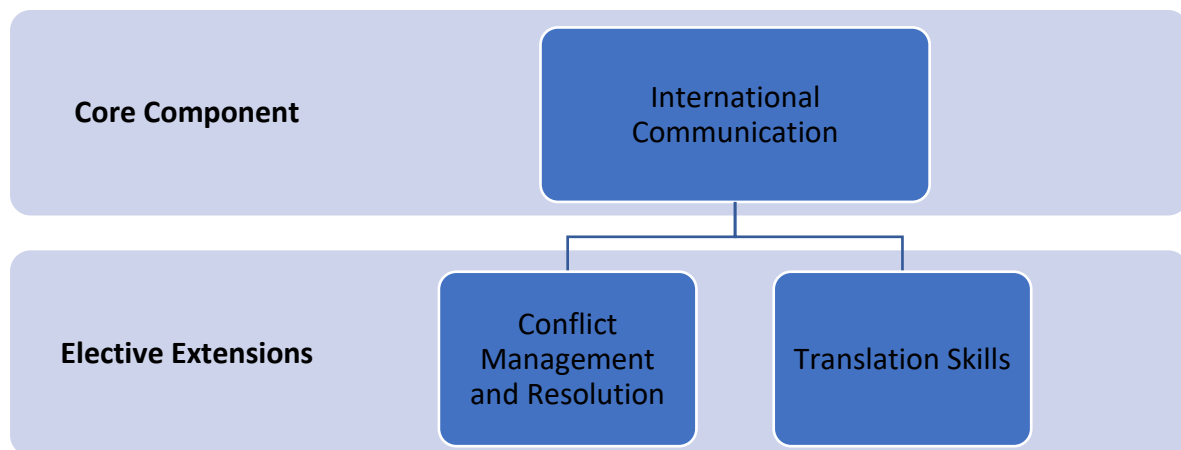 Core Component
International
Communication
Elective Extensions
Conflict
Management
and Resolution
Translation Skills